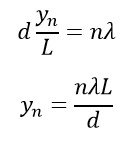 d yₙ/L = nλ
yₙ = nλL/d